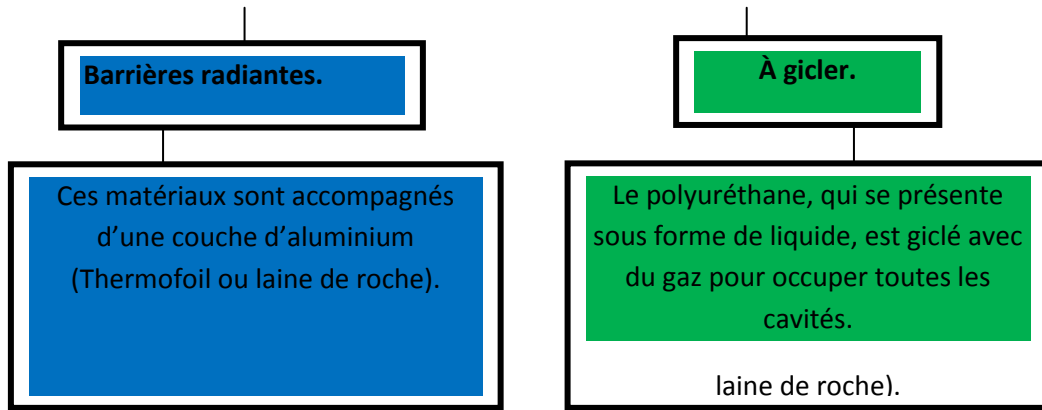 Barrières radiantes.
À gicler.
Ces matériaux sont accompagnés
d’une couche d’aluminium
(Thermofoil ou laine de roche).
Le polyuréthane, qui se présente
sous forme de liquide, est giclé avec
du gaz pour occuper toutes les
cavités.
laine de roche).